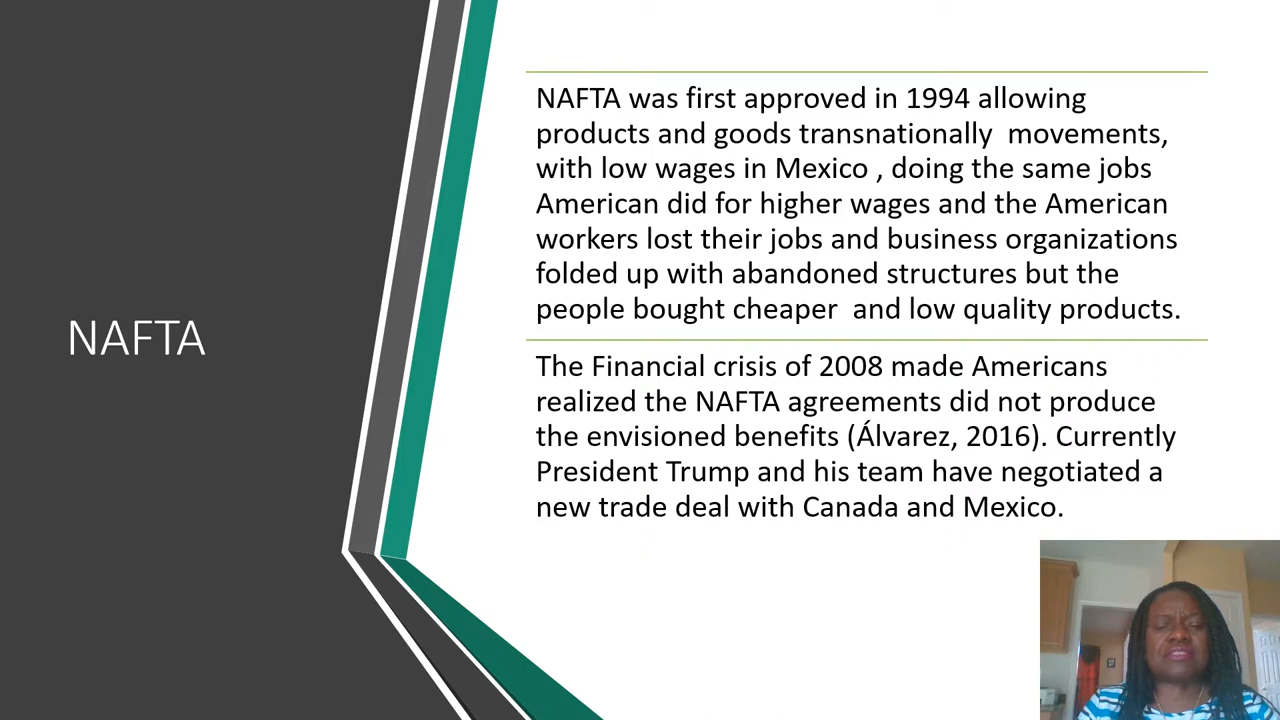 NAFTA
NAFTA was first approved in 1994 allowing
products and goods transnationally  movements,
with low wages in Mexico , doing the same jobs
American did for higher wages and the American
workers lost their jobs and business organizations
folded up with abandoned structures but the
people bought cheaper  and low quality products.
The Financial crisis of 2008 made Americans
realized the NAFTA agreements did not produce
the envisioned benefits (Álvarez, 2016). Currently
President Trump and his team have negotiated a
new trade deal with Canada and Mexico.